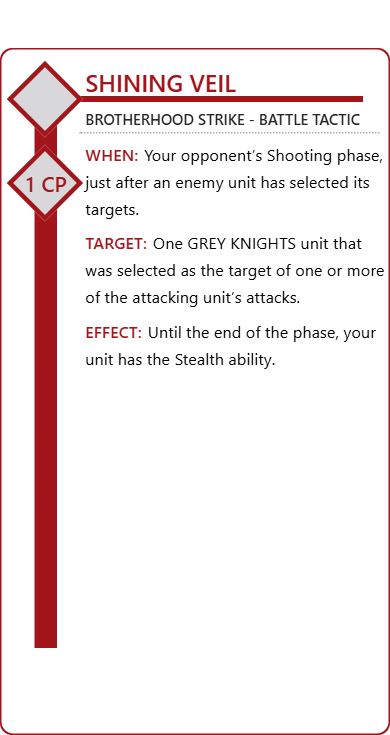 SHINING VEIL
BROTHERHOOD STRIKE - BATTLE TACTIC
1 CP
WHEN: Your opponent’s Shooting phase,
just after an enemy unit has selected its
targets.
TARGET: One GREY KNIGHTS unit that
was selected as the target of one or more
of the attacking unit’s attacks.
EFFECT: Until the end of the phase, your
unit has the Stealth ability.